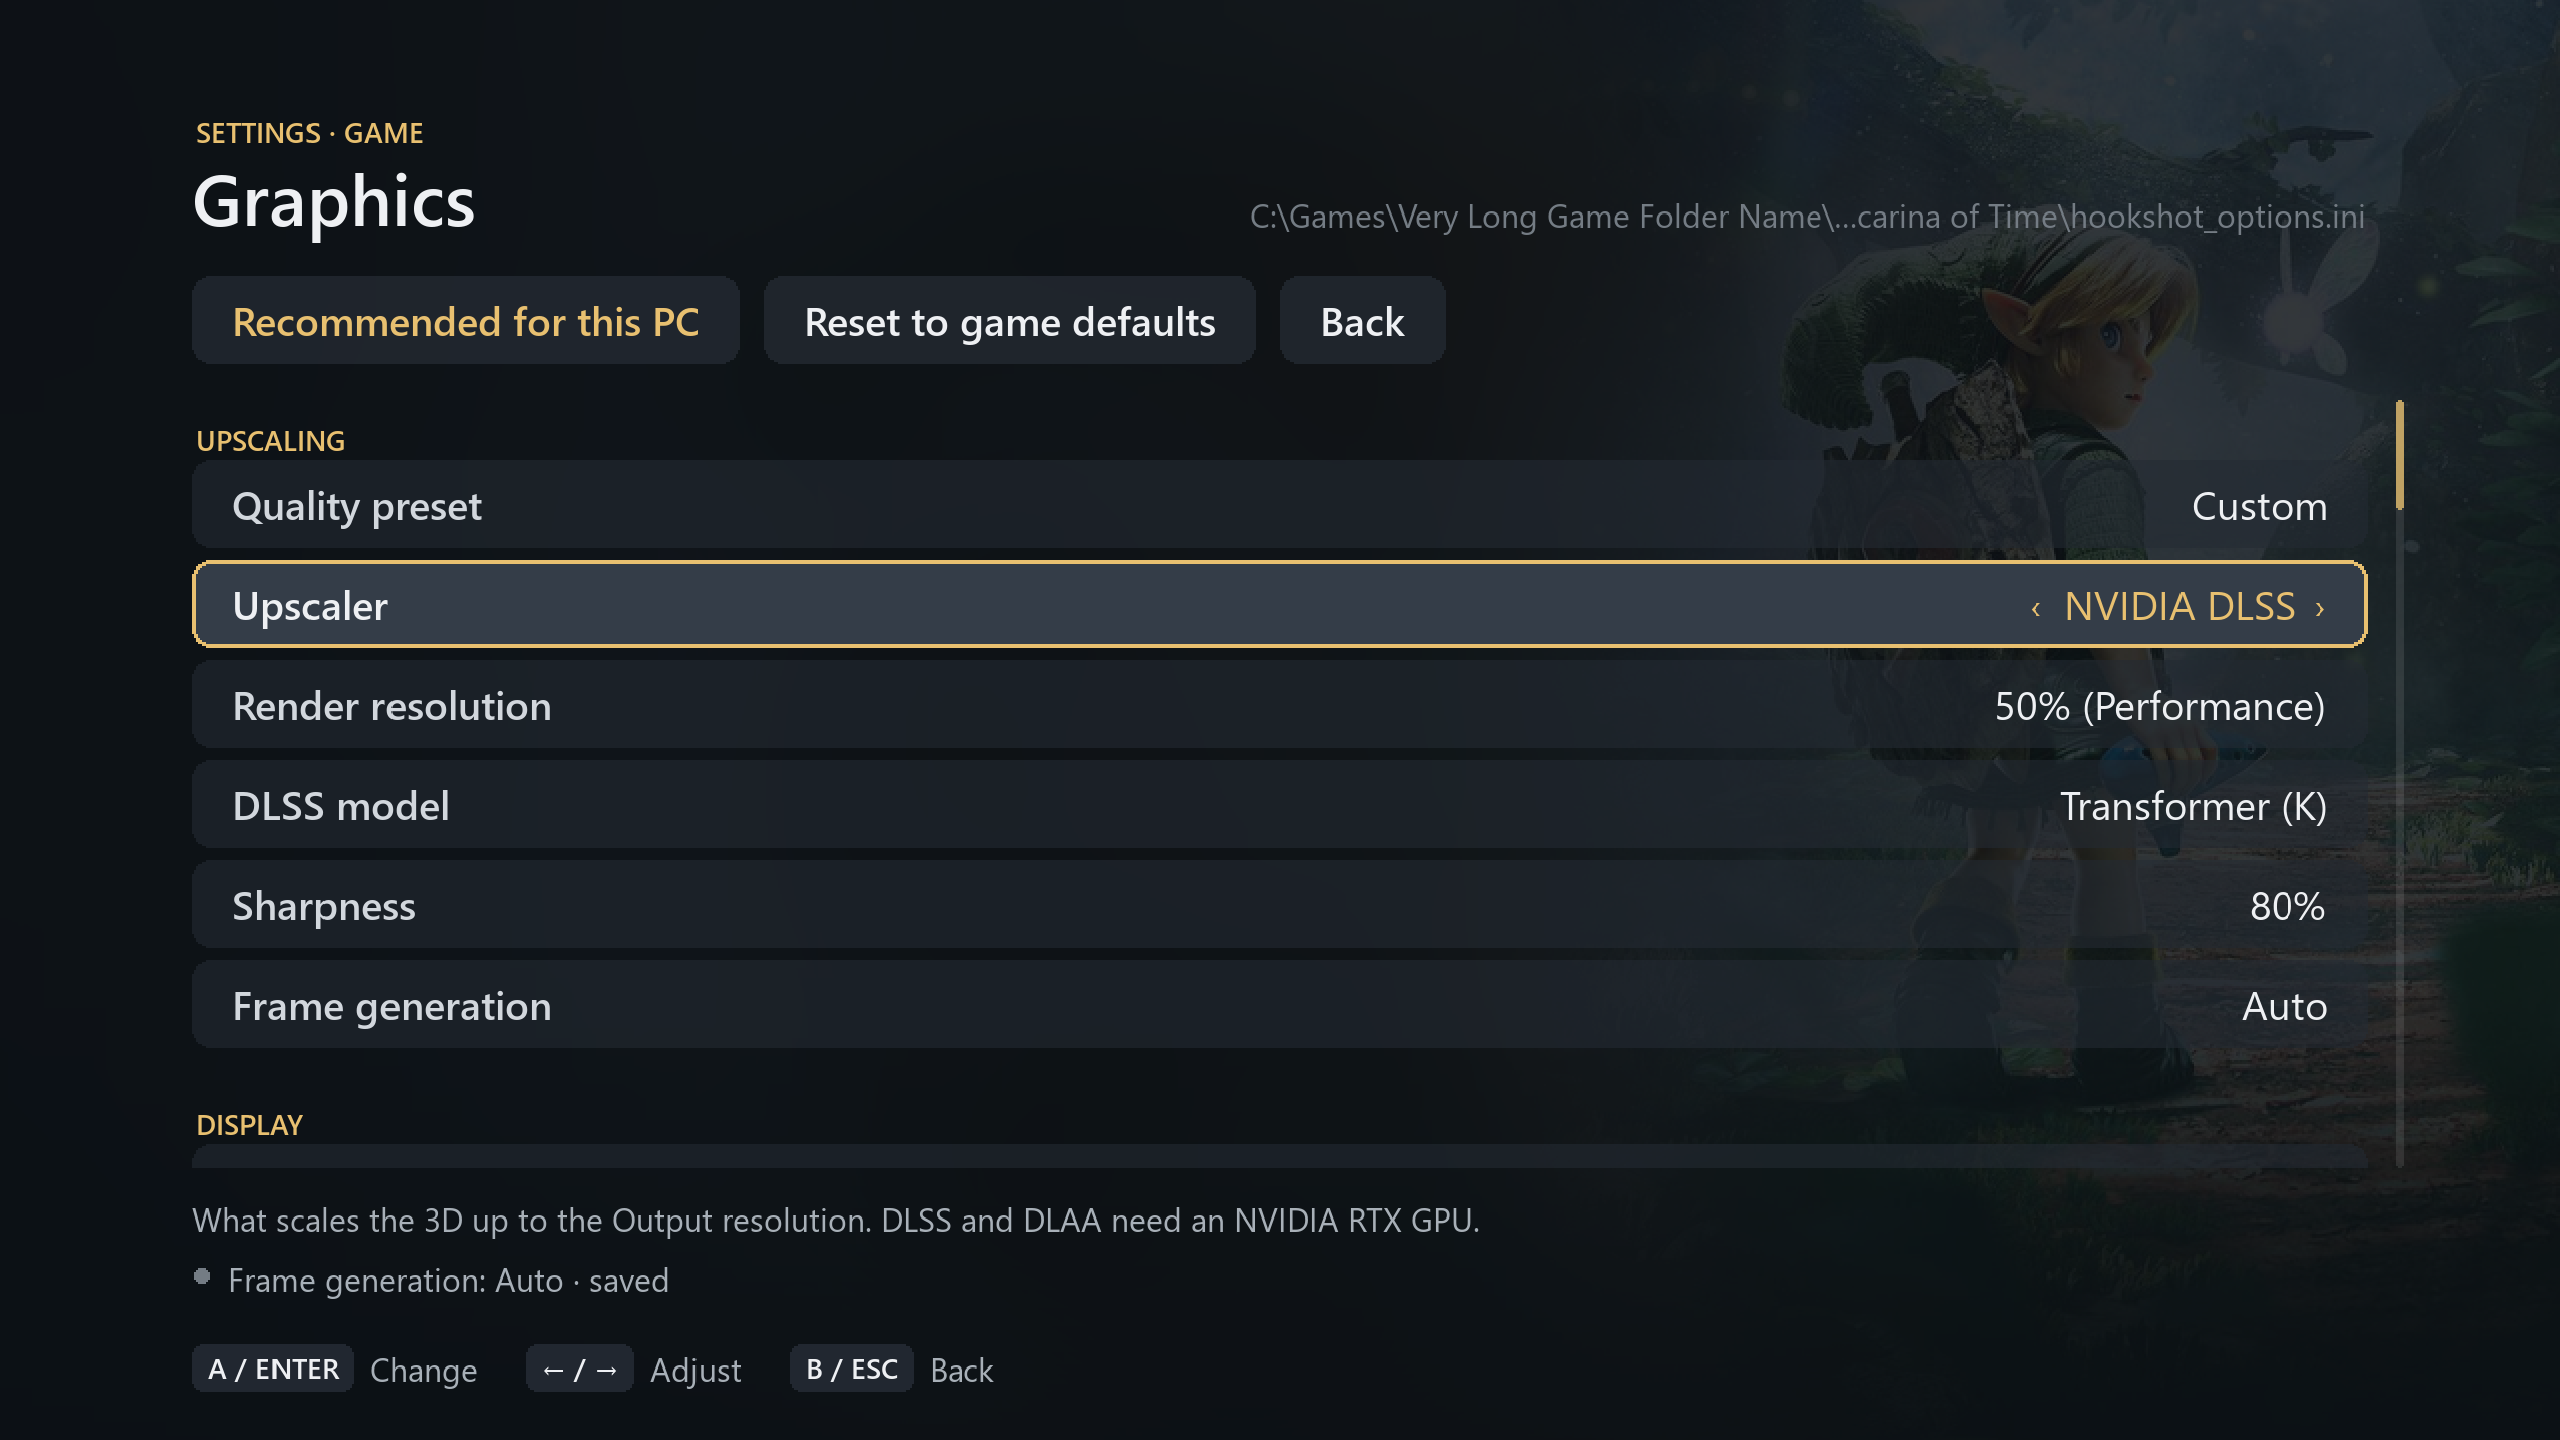 SETTINGS · GAME
Graphics
C:\Games\Very Long Game Folder Name\...carina of Time\hookshot_options.ini
Recommended for this PC
Reset to game defaults
Back
UPSCALING
Quality preset Custom
Upscaler ‹ NVIDIA DLSS ›
Render resolution 50% (Performance)
DLSS model Transformer (K)
Sharpness 80%
Frame generation Auto
DISPLAY
What scales the 3D up to the Output resolution. DLSS and DLAA need an NVIDIA RTX GPU.
Frame generation: Auto · saved
A / ENTER Change ← / → Adjust B / ESC Back